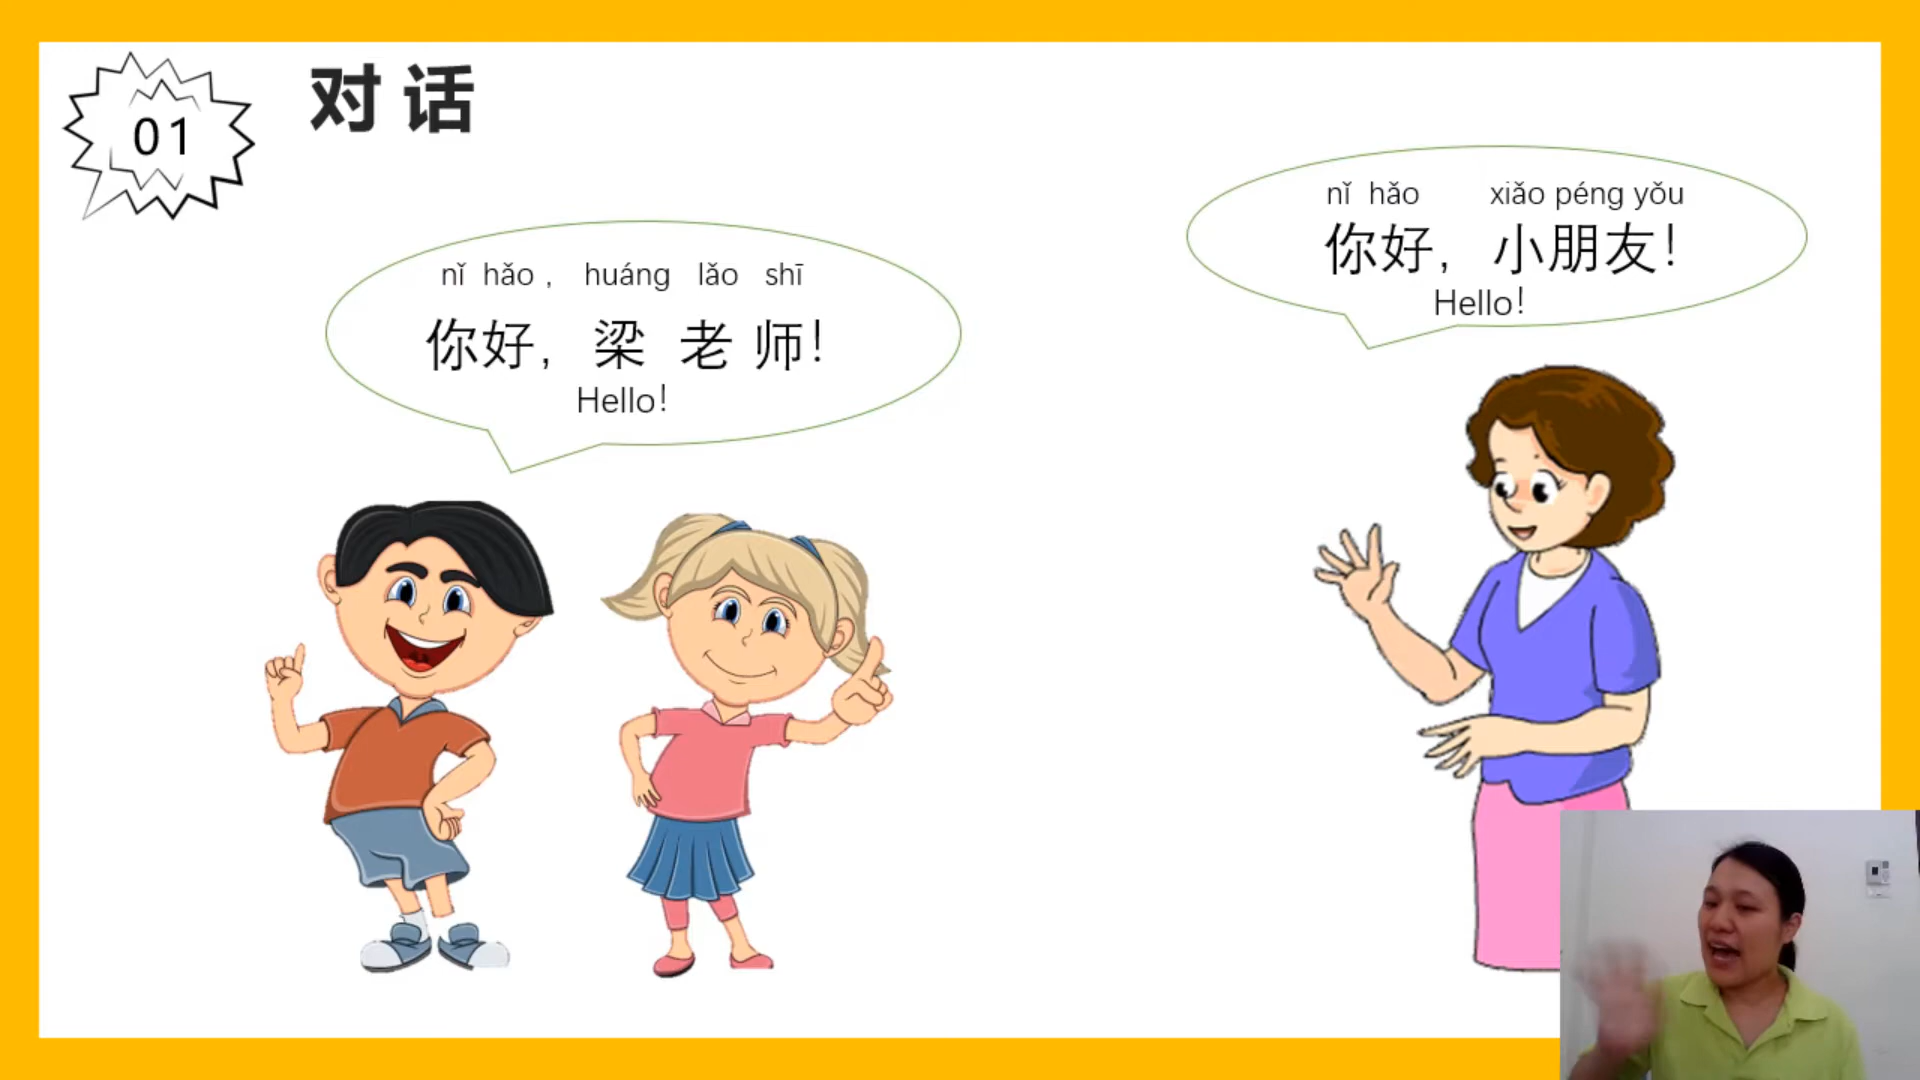 01
对话
nǐ hǎo , huáng lǎo shī
你好, 梁 老 师!
Hello!
nǐ hǎo xiǎo péng yǒu
你好, 小朋友!
Hello!